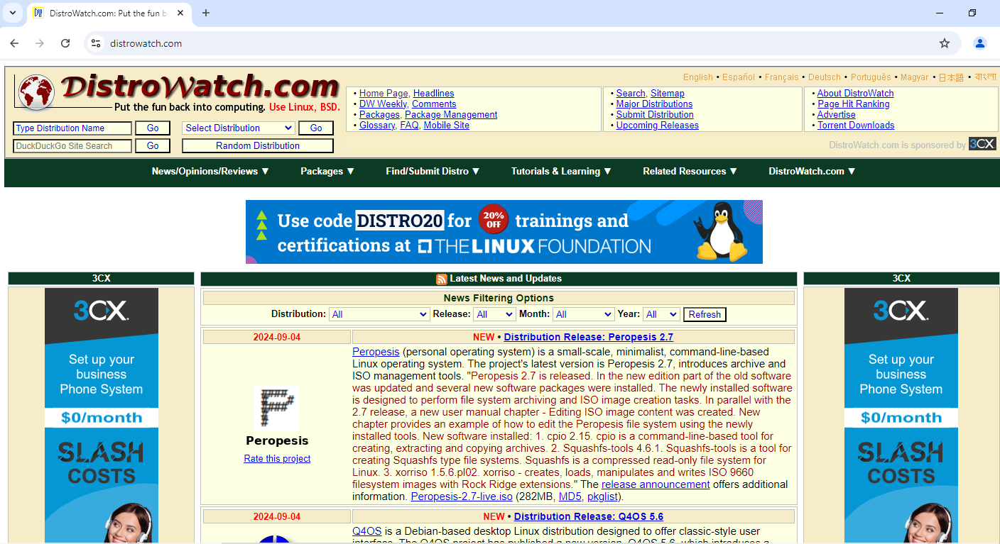 DistroWatch.com: Put the fun b
distrowatch.com
DistroWatch.com
Put the fun back into computing. Use Linux, BSD.
English • Español • Français • Deutsch • Português • Magyar • 日本語 • বাংলা
• Home Page, Headlines
• DW Weekly, Comments
• Packages, Package Management
• Glossary, FAQ, Mobile Site
• Search, Sitemap
• Major Distributions
• Submit Distribution
• Upcoming Releases
• About DistroWatch
• Page Hit Ranking
• Advertise
• Torrent Downloads
Type Distribution Name Go Select Distribution Go
DuckDuckGo Site Search Go Random Distribution
DistroWatch.com is sponsored by 3CX
News/Opinions/Reviews ▼ Packages ▼ Find/Submit Distro ▼ Tutorials & Learning ▼ Related Resources ▼ DistroWatch.com ▼
Use code DISTRO20 for 20% OFF trainings and
certifications at THE LINUX FOUNDATION
3CX
3CX
Set up your
business
Phone System
$0/month
SLASH
COSTS
Latest News and Updates
News Filtering Options
Distribution: All Release: All Month: All Year: All Refresh
2024-09-04
NEW • Distribution Release: Peropesis 2.7
####
# #
####
#
#
Peropesis
Rate this project
Peropesis (personal operating system) is a small-scale, minimalist, command-line-based
Linux operating system. The project's latest version is Peropesis 2.7, introduces archive and
ISO management tools. "Peropesis 2.7 is released. In the new edition part of the old software
was updated and several new software packages were installed. The newly installed software
is designed to perform file system archiving and ISO image creation tasks. In parallel with the
2.7 release, a new user manual chapter - Editing ISO image content was created. New
chapter provides an example of how to edit the Peropesis file system using the newly
installed tools. New software installed: 1. cpio 2.15. cpio is a command-line-based tool for
creating, extracting and copying archives. 2. Squashfs-tools 4.6.1. Squashfs-tools is a tool for
creating Squashfs type file systems. Squashfs is a compressed read-only file system for
Linux. 3. xorriso 1.5.6.pl02. xorriso - creates, loads, manipulates and writes ISO 9660
filesystem images with Rock Ridge extensions." The release announcement offers additional
information. Peropesis-2.7-live.iso (282MB, MD5, pkglist).
2024-09-04
NEW • Distribution Release: Q4OS 5.6
Q4OS is a Debian-based desktop Linux distribution designed to offer classic-style user
interface. The Q4OS project has published a new version, Q4OS 5.6, which introduces a
3CX
3CX
Set up your
business
Phone System
$0/month
SLASH
COSTS